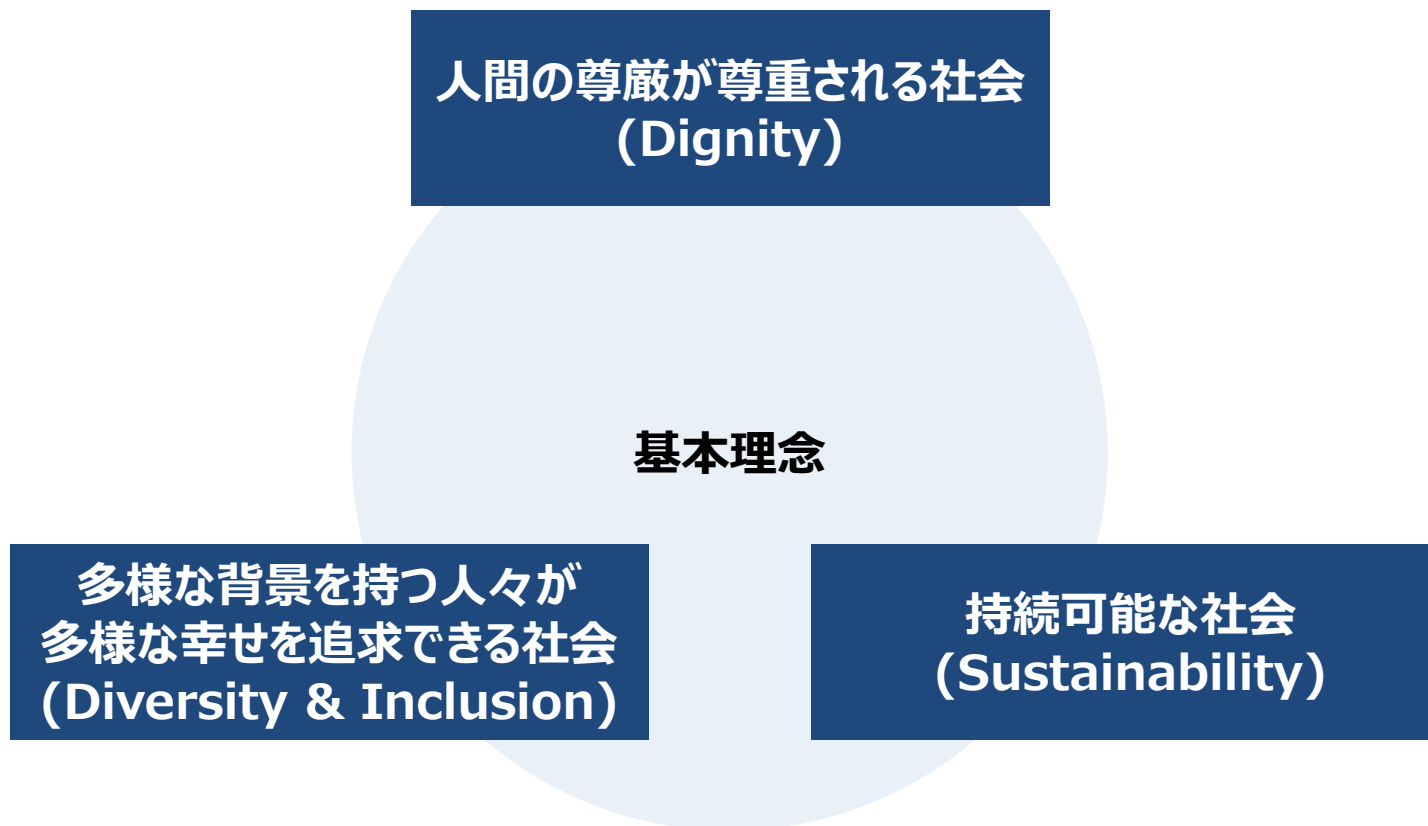 人間の尊厳が尊重される社会
(Dignity)
基本理念
多様な背景を持つ人々が
多様な幸せを追求できる社会
(Diversity & Inclusion)
持続可能な社会
(Sustainability)